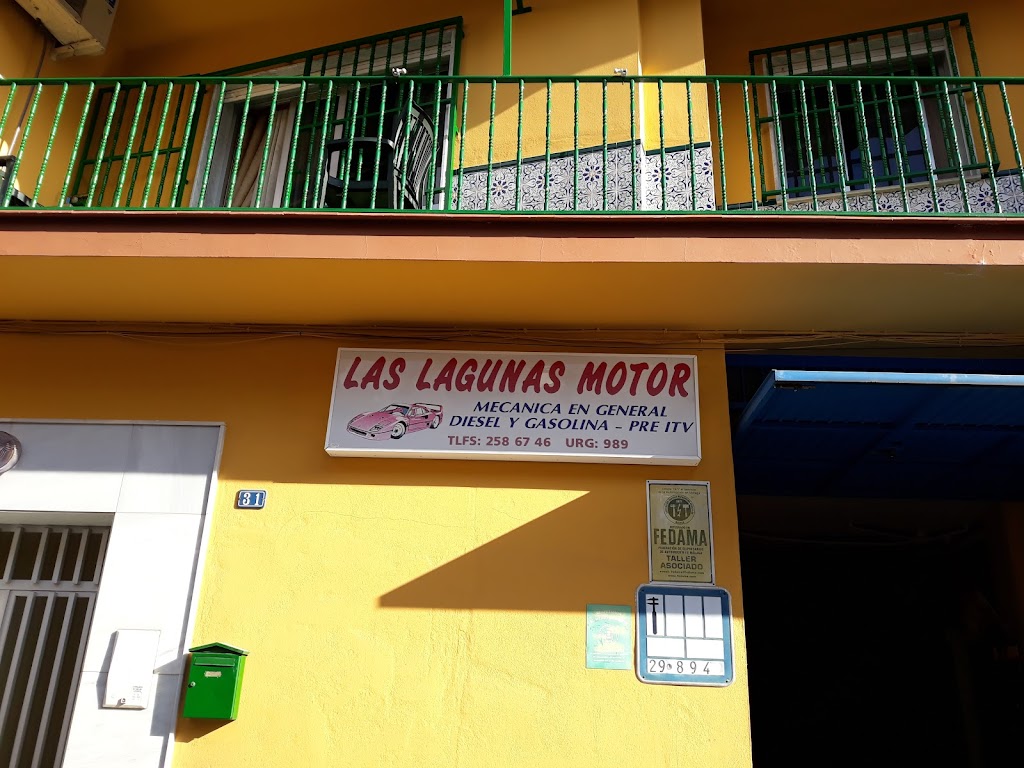 LAS LAGUNAS MOTOR
MECANICA EN GENERAL
DIESEL Y GASOLINA - PRE ITV
TLFS: 258 67 46 URG: 989
31
FEDAMA
TALLER
ASOCIADO
29 894